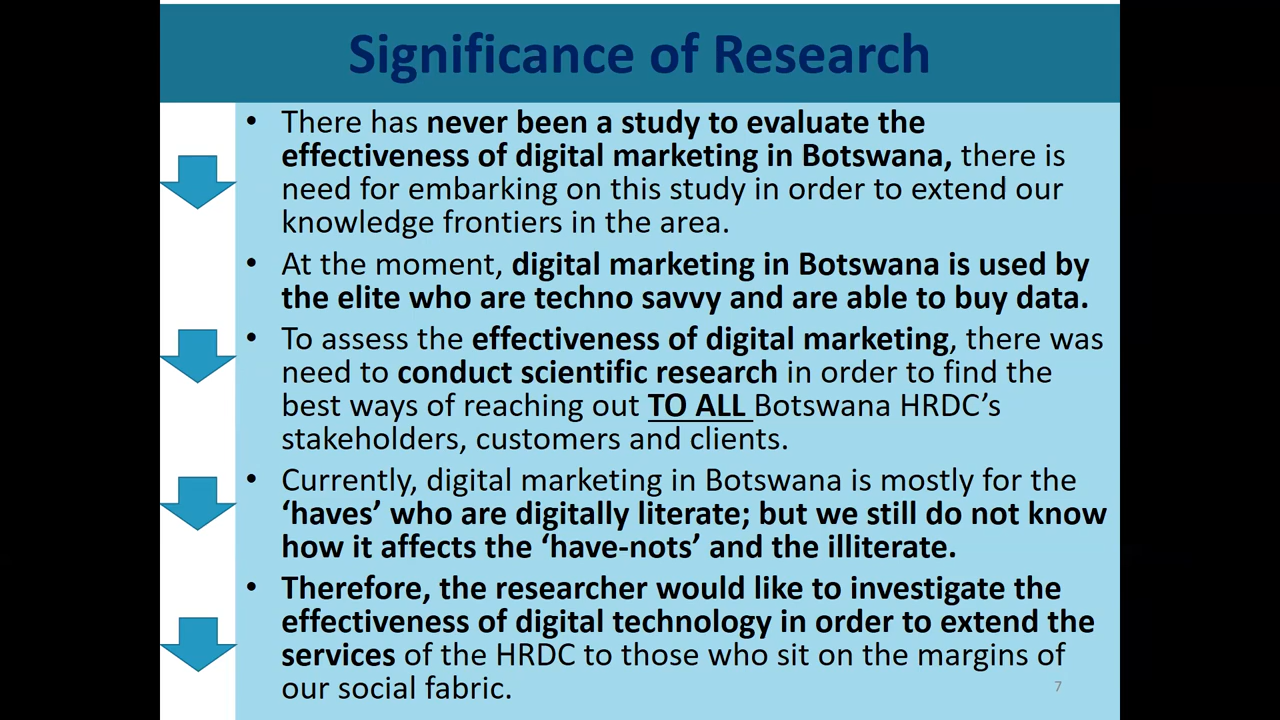 Significance of Research
• There has never been a study to evaluate the
effectiveness of digital marketing in Botswana, there is
need for embarking on this study in order to extend our
knowledge frontiers in the area.
• At the moment, digital marketing in Botswana is used by
the elite who are techno savvy and are able to buy data.
• To assess the effectiveness of digital marketing, there was
need to conduct scientific research in order to find the
best ways of reaching out TO ALL Botswana HRDC’s
stakeholders, customers and clients.
• Currently, digital marketing in Botswana is mostly for the
‘haves’ who are digitally literate; but we still do not know
how it affects the ‘have-nots’ and the illiterate.
• Therefore, the researcher would like to investigate the
effectiveness of digital technology in order to extend the
services of the HRDC to those who sit on the margins of
our social fabric.
7